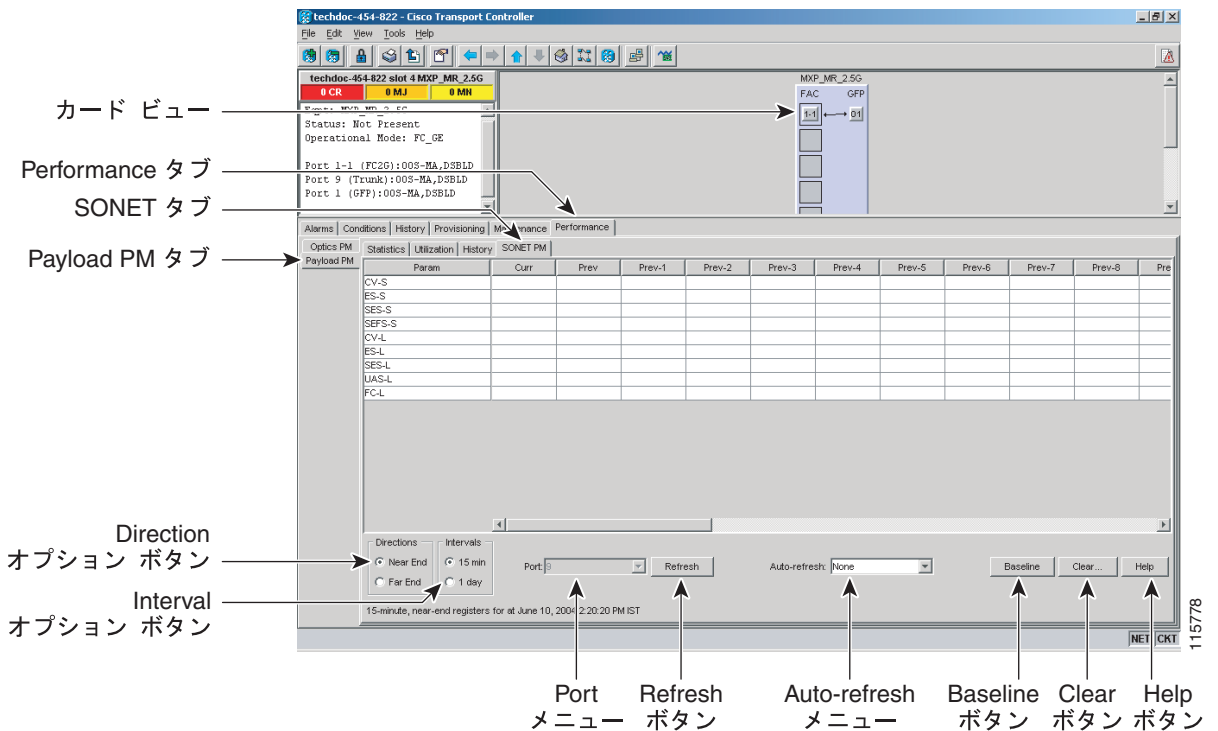 techdoc-454-822 - Cisco Transport Controller
File Edit View Tools Help
techdoc-454-822 slot 4 MXP_MR_2.5G
0 CR 0 MJ 0 MN
Eqpt: MXP_MR_2.5G
Status: Not Present
Operational Mode: FC_GE
Port 1-1 (FC2G):OOS-MA,DSBLD
Port 9 (Trunk):OOS-MA,DSBLD
Port 1 (GFP):OOS-MA,DSBLD
MXP_MR_2.5G
FAC GFP
1-1 01
カード ビュー
Performance タブ
SONET タブ
Payload PM タブ
Alarms Conditions History Provisioning Maintenance Performance
Optics PM
Payload PM
Statistics Utilization History SONET PM
Param Curr Prev Prev-1 Prev-2 Prev-3 Prev-4 Prev-5 Prev-6 Prev-7 Prev-8 Pre
CV-S
ES-S
SES-S
SEFS-S
CV-L
ES-L
SES-L
UAS-L
FC-L
Direction
オプション ボタン
Interval
オプション ボタン
Directions
Near End
Far End
Intervals
15 min
1 day
Port: 9
Refresh
Auto-refresh: None
Baseline
Clear...
Help
15-minute, near-end registers for at June 10, 2004 2:20:20 PM IST
NET CKT
115778
Port
メニュー
Refresh
ボタン
Auto-refresh
メニュー
Baseline
ボタン
Clear
ボタン
Help
ボタン